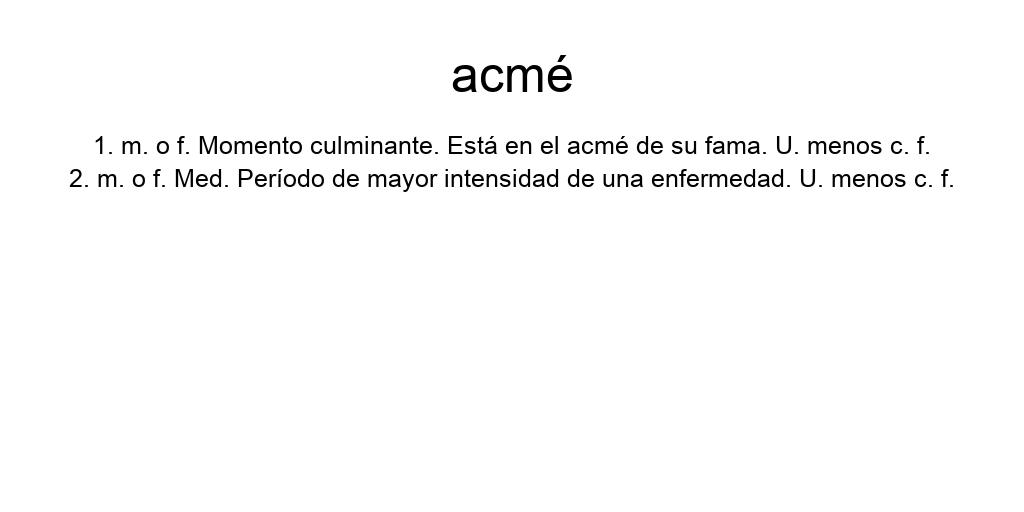 acmé
1. m. o f. Momento culminante. Está en el acmé de su fama. U. menos c. f.
2. m. o f. Med. Período de mayor intensidad de una enfermedad. U. menos c. f.